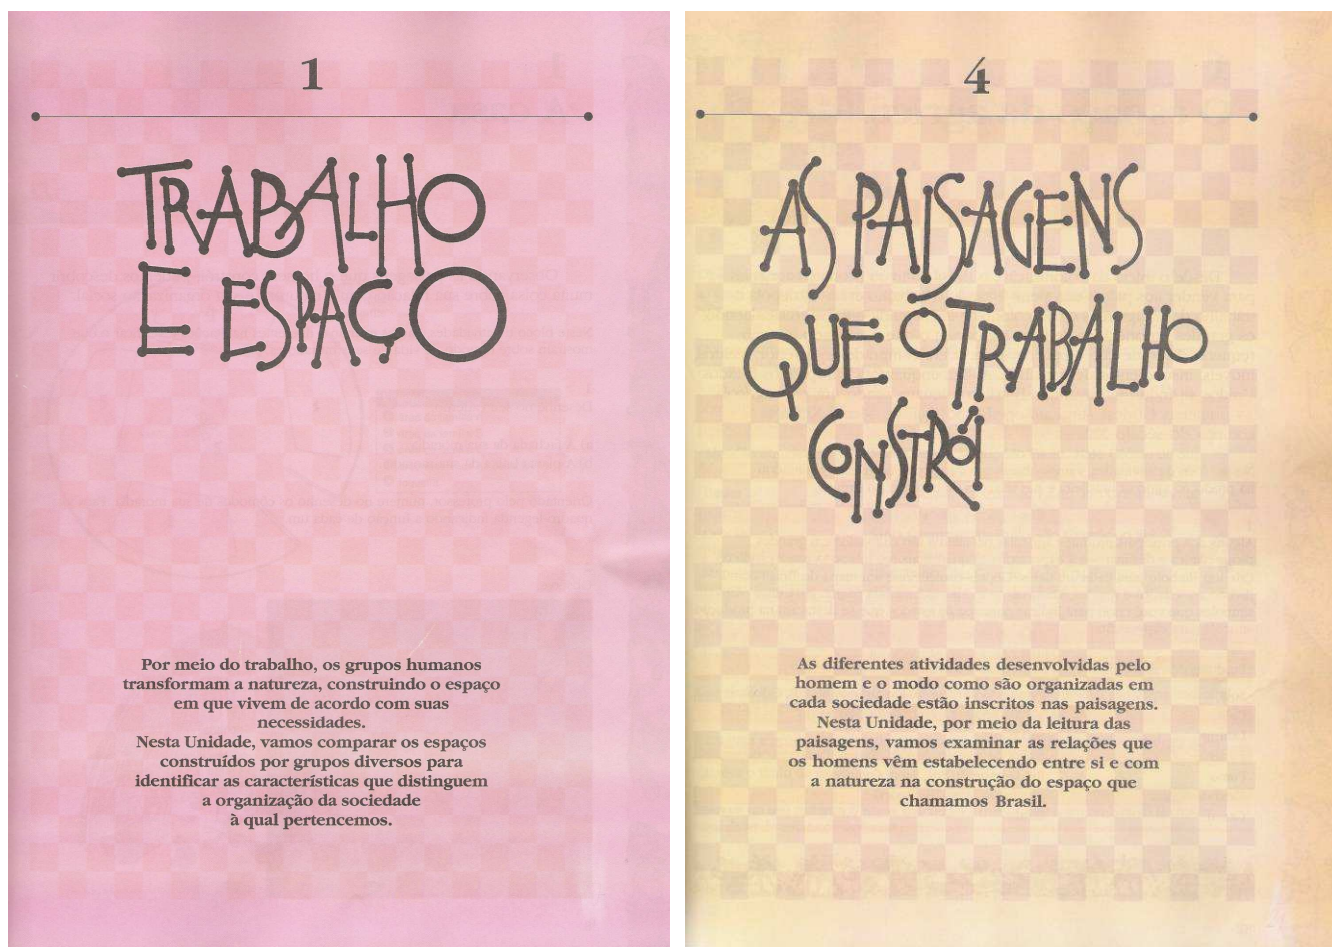 1
TRABALHO
E ESPAÇO
Por meio do trabalho, os grupos humanos
transformam a natureza, construindo o espaço
em que vivem de acordo com suas
necessidades.
Nesta Unidade, vamos comparar os espaços
construídos por grupos diversos para
identificar as características que distinguem
a organização da sociedade
à qual pertencemos.
4
AS PAISAGENS
QUE O TRABALHO
CONSTRÓI
As diferentes atividades desenvolvidas pelo
homem e o modo como são organizadas em
cada sociedade estão inscritos nas paisagens.
Nesta Unidade, por meio da leitura das
paisagens, vamos examinar as relações que
os homens vêm estabelecendo entre si e com
a natureza na construção do espaço que
chamamos Brasil.